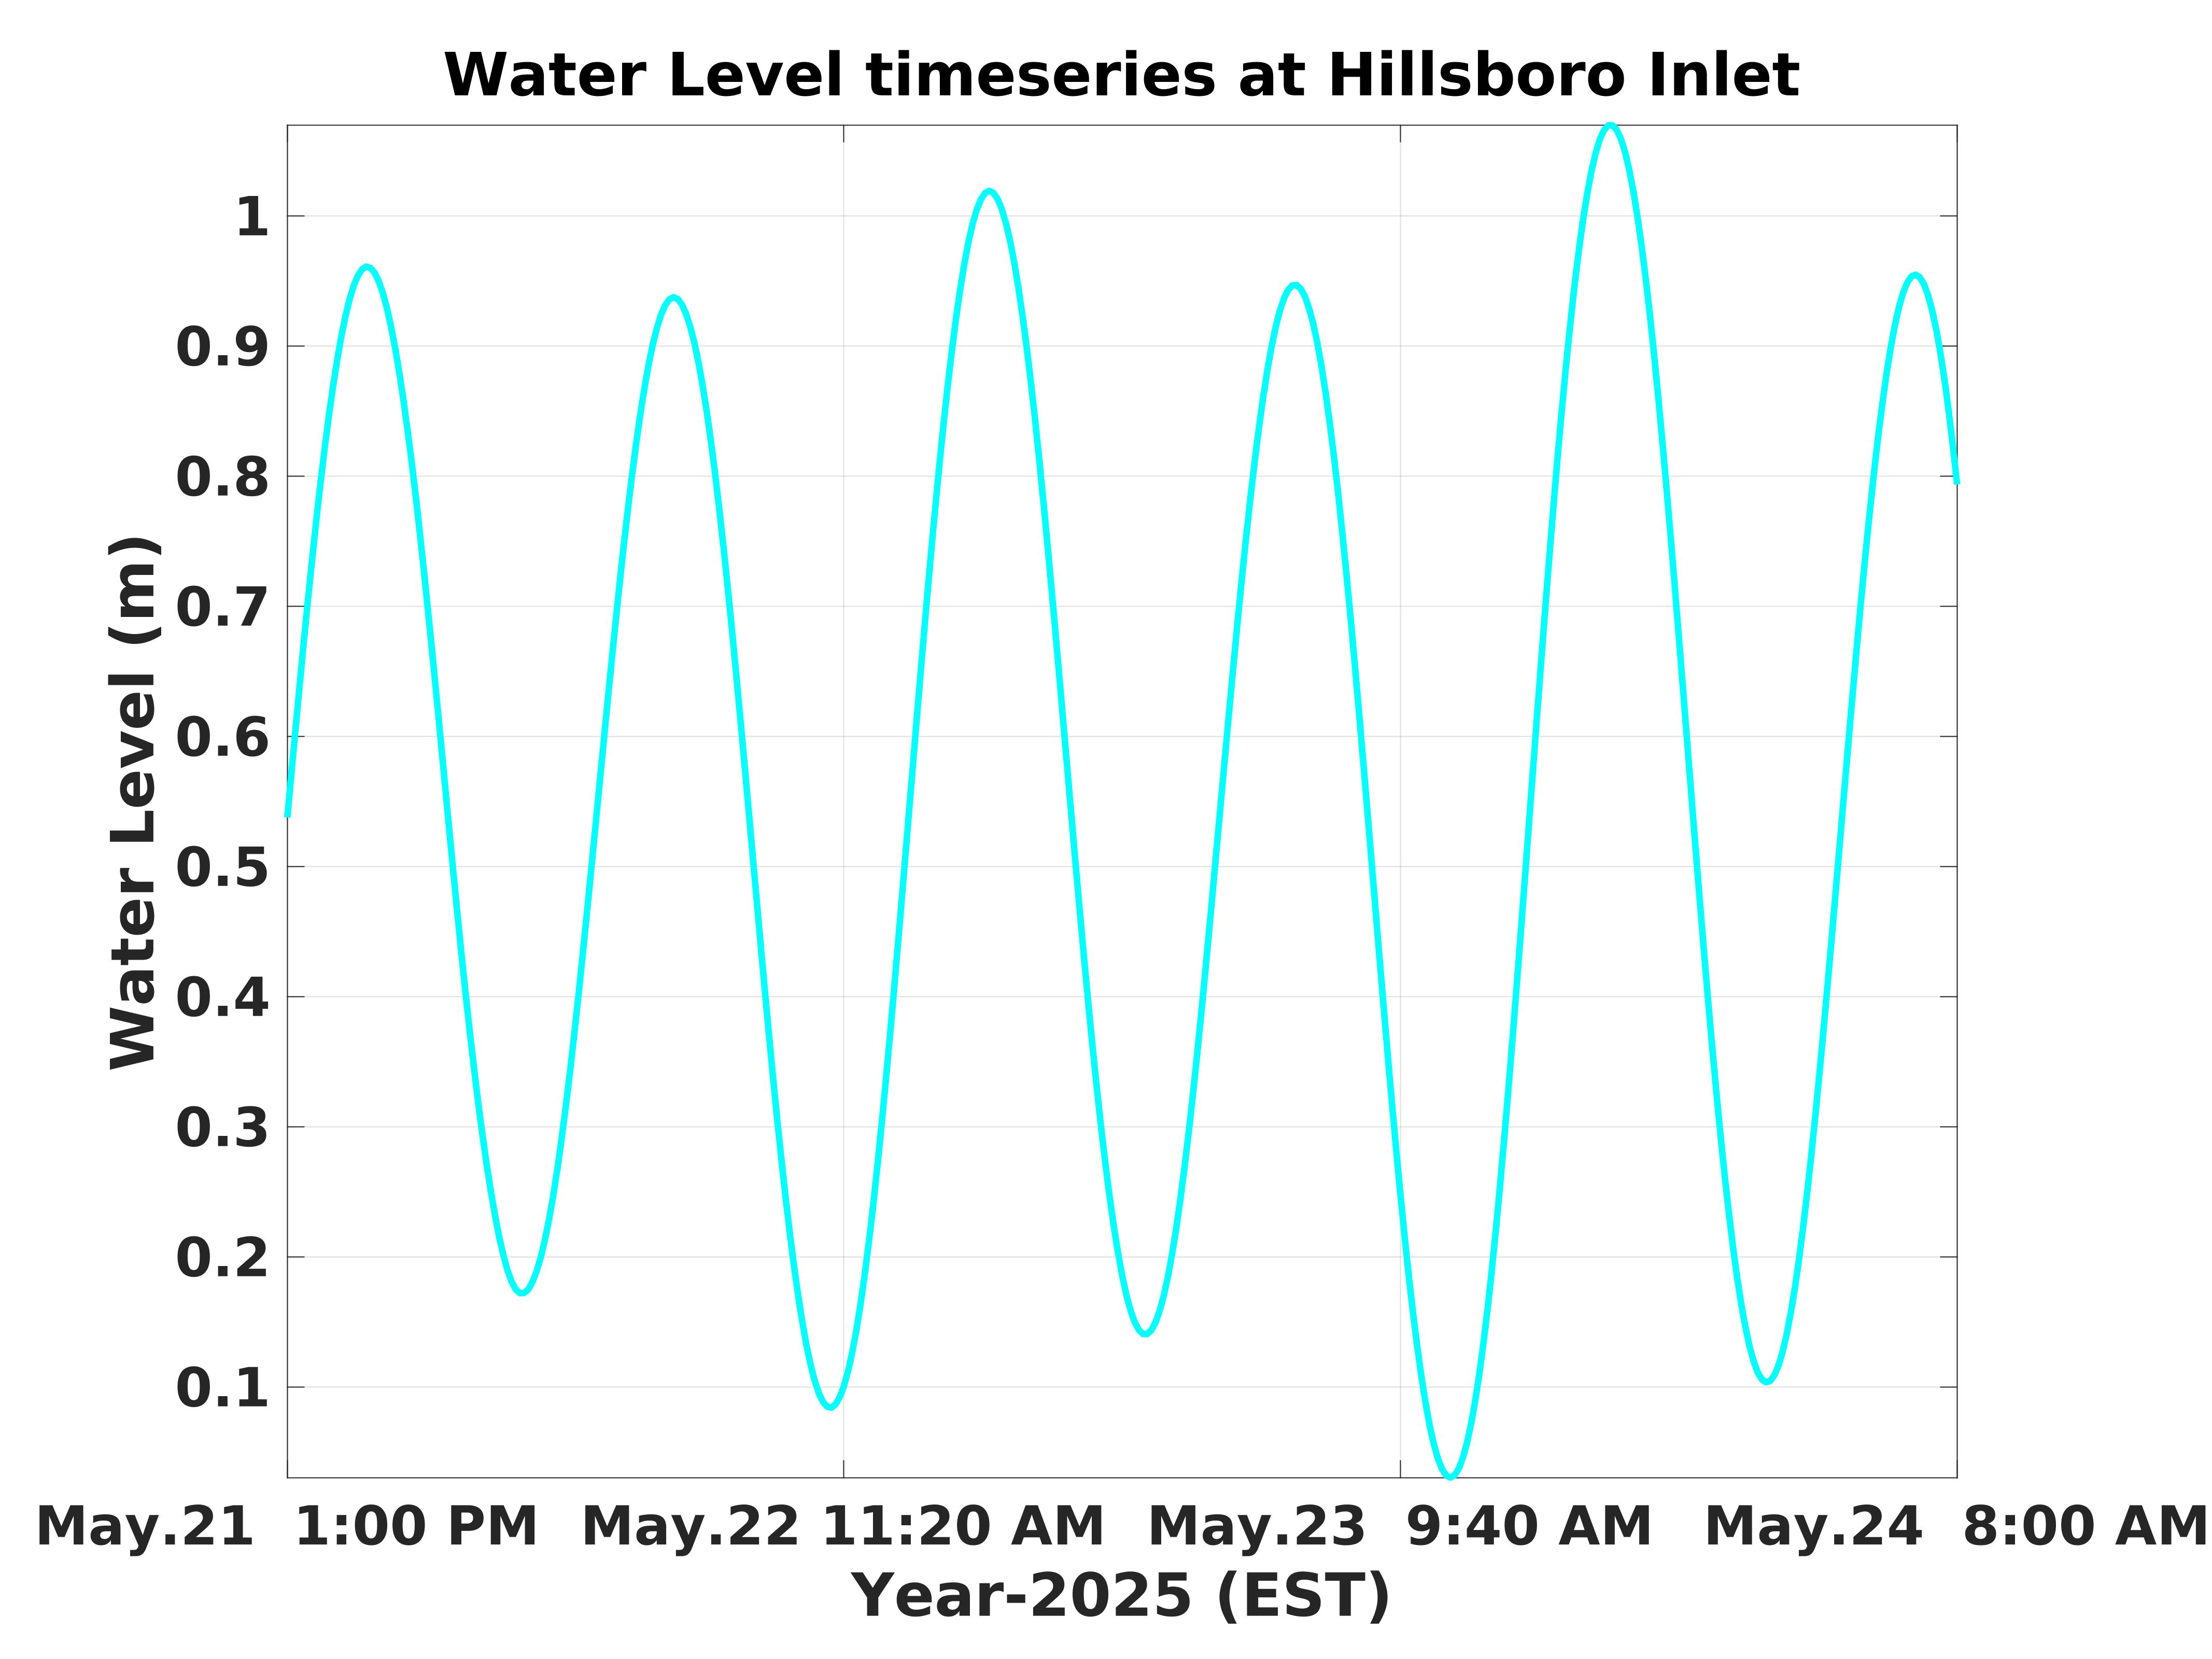 Water Level timeseries at Hillsboro Inlet
Water Level (m)
1
0.9
0.8
0.7
0.6
0.5
0.4
0.3
0.2
0.1
May.21 1:00 PM May.22 11:20 AM May.23 9:40 AM May.24 8:00 AM
Year-2025 (EST)